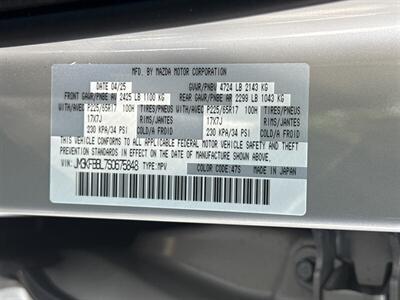 MFD. BY MAZDA MOTOR CORPORATION
DATE 04/25 GVWR/PNBV 4724 LB 2143 KG
FRONT GAWR/PNBE AV 2425 LB 1100 KG REAR GAWR/PNBE AR 2299 LB 1043 KG
WITH/AVEC P225/65R17 100H TIRES/PNEUS WITH/AVEC P225/65R17 100H TIRES/PNEUS
17X7J RIMS/JANTES 17X7J RIMS/JANTES
230 KPA/34 PSI COLD/A FROID 230 KPA/34 PSI COLD/A FROID
THIS VEHICLE CONFORMS TO ALL APPLICABLE FEDERAL MOTOR VEHICLE SAFETY AND
THEFT PREVENTION STANDARDS IN EFFECT ON THE DATE OF MANUFACTURE SHOWN ABOVE.
VIN: JM3KFBBL7S0675848 TYPE: MPV COLOR CODE: 47S MADE IN JAPAN